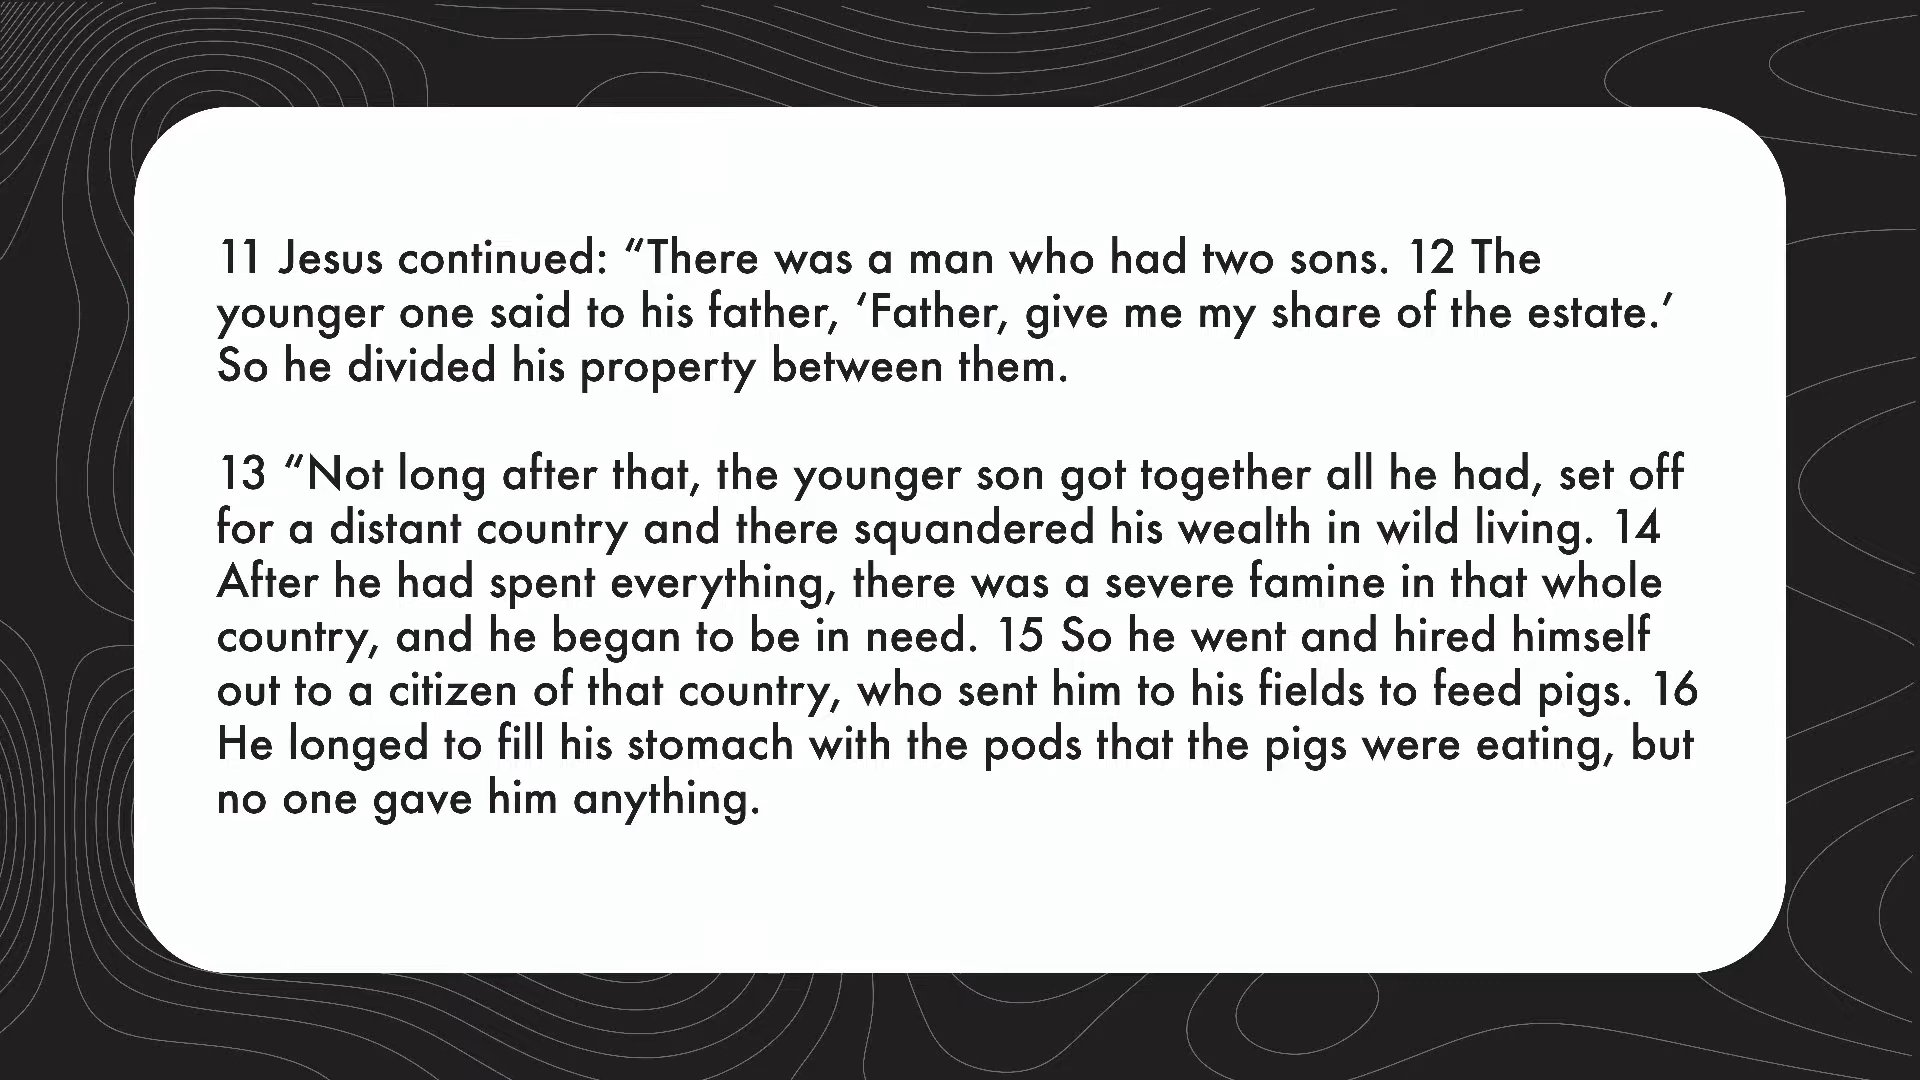 11 Jesus continued: “There was a man who had two sons. 12 The
younger one said to his father, ‘Father, give me my share of the estate.’
So he divided his property between them.
13 “Not long after that, the younger son got together all he had, set off
for a distant country and there squandered his wealth in wild living. 14
After he had spent everything, there was a severe famine in that whole
country, and he began to be in need. 15 So he went and hired himself
out to a citizen of that country, who sent him to his fields to feed pigs. 16
He longed to fill his stomach with the pods that the pigs were eating, but
no one gave him anything.